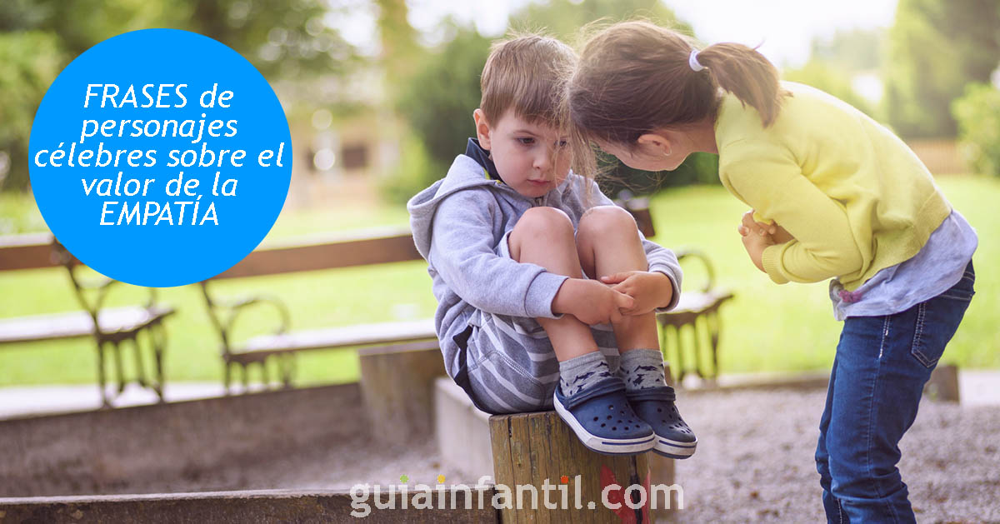 FRASES de
personajes
célebres sobre el
valor de la
EMPATÍA
guiainfantil.com